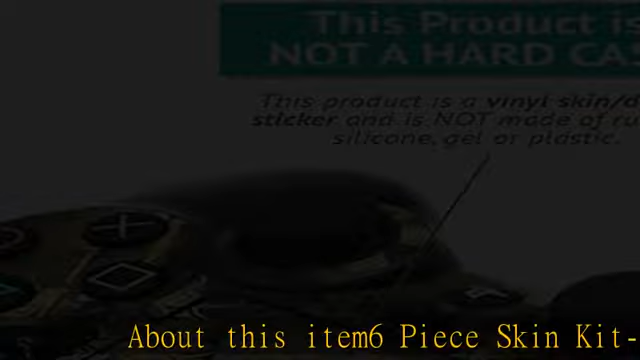 This Product is
NOT A HARD CAS
This product is a vinyl skin/d
sticker and is NOT made of ru
silicone, gel or plastic.
About this item6 Piece Skin Kit-